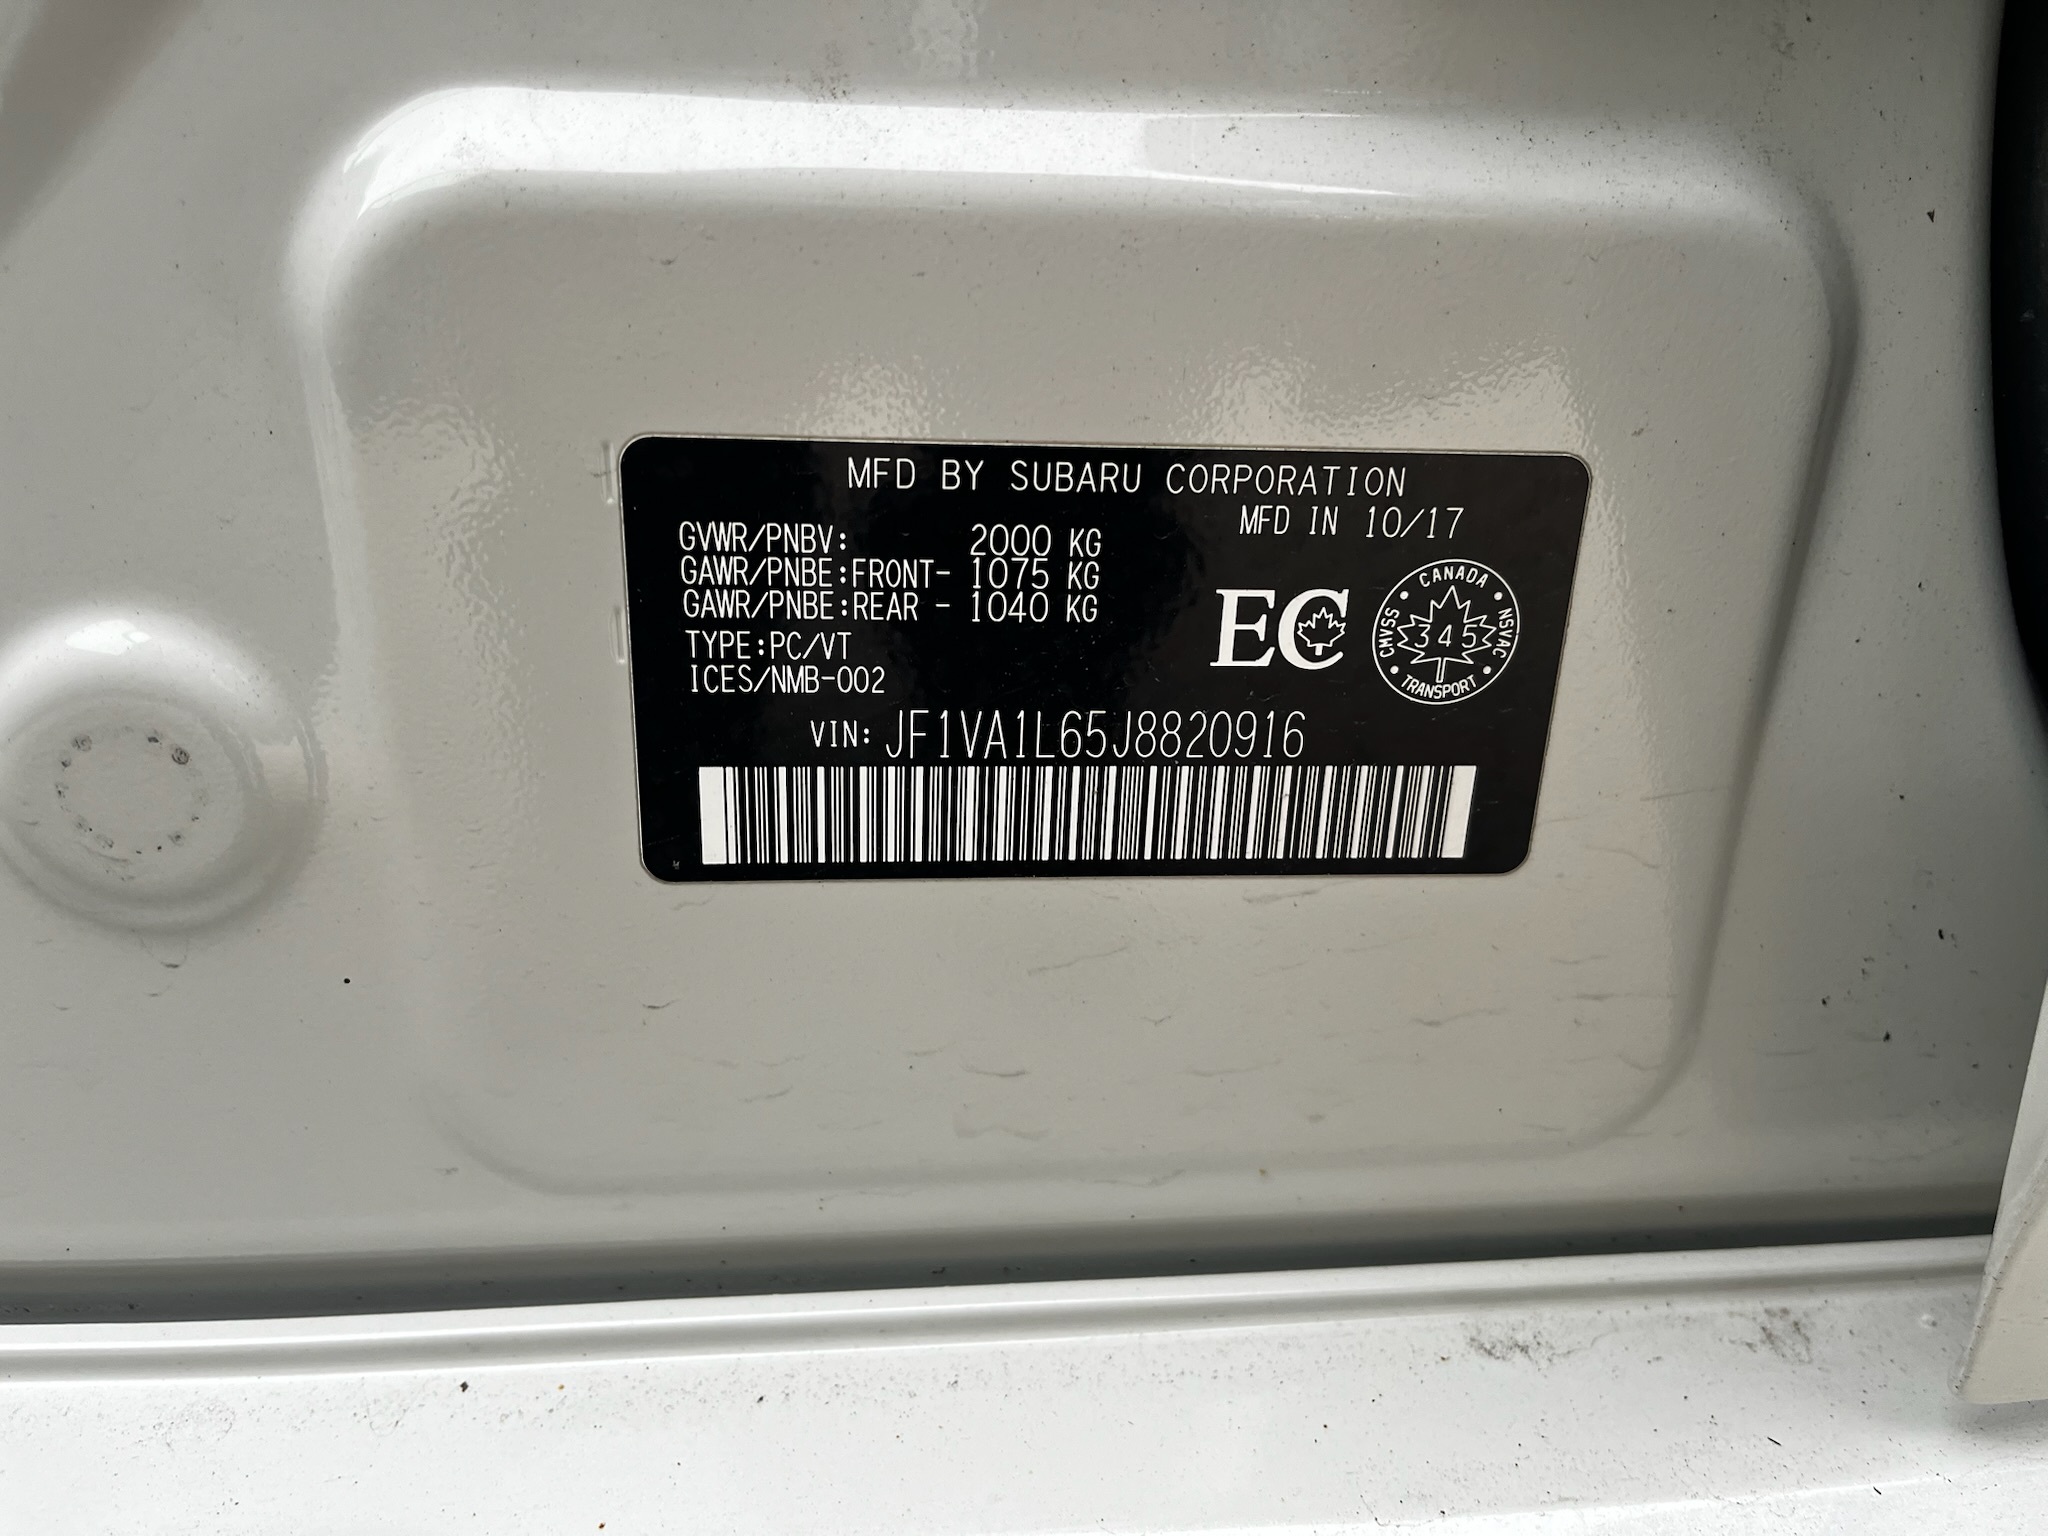 MFD BY SUBARU CORPORATION
MFD IN 10/17
GVWR/PNBV: 2000 KG
GAWR/PNBE:FRONT- 1075 KG
GAWR/PNBE:REAR - 1040 KG
TYPE:PC/VT
ICES/NMB-002
EC
CANADA
CMVSS 345 NSVAC
TRANSPORT
VIN: JF1VA1L65J8820916